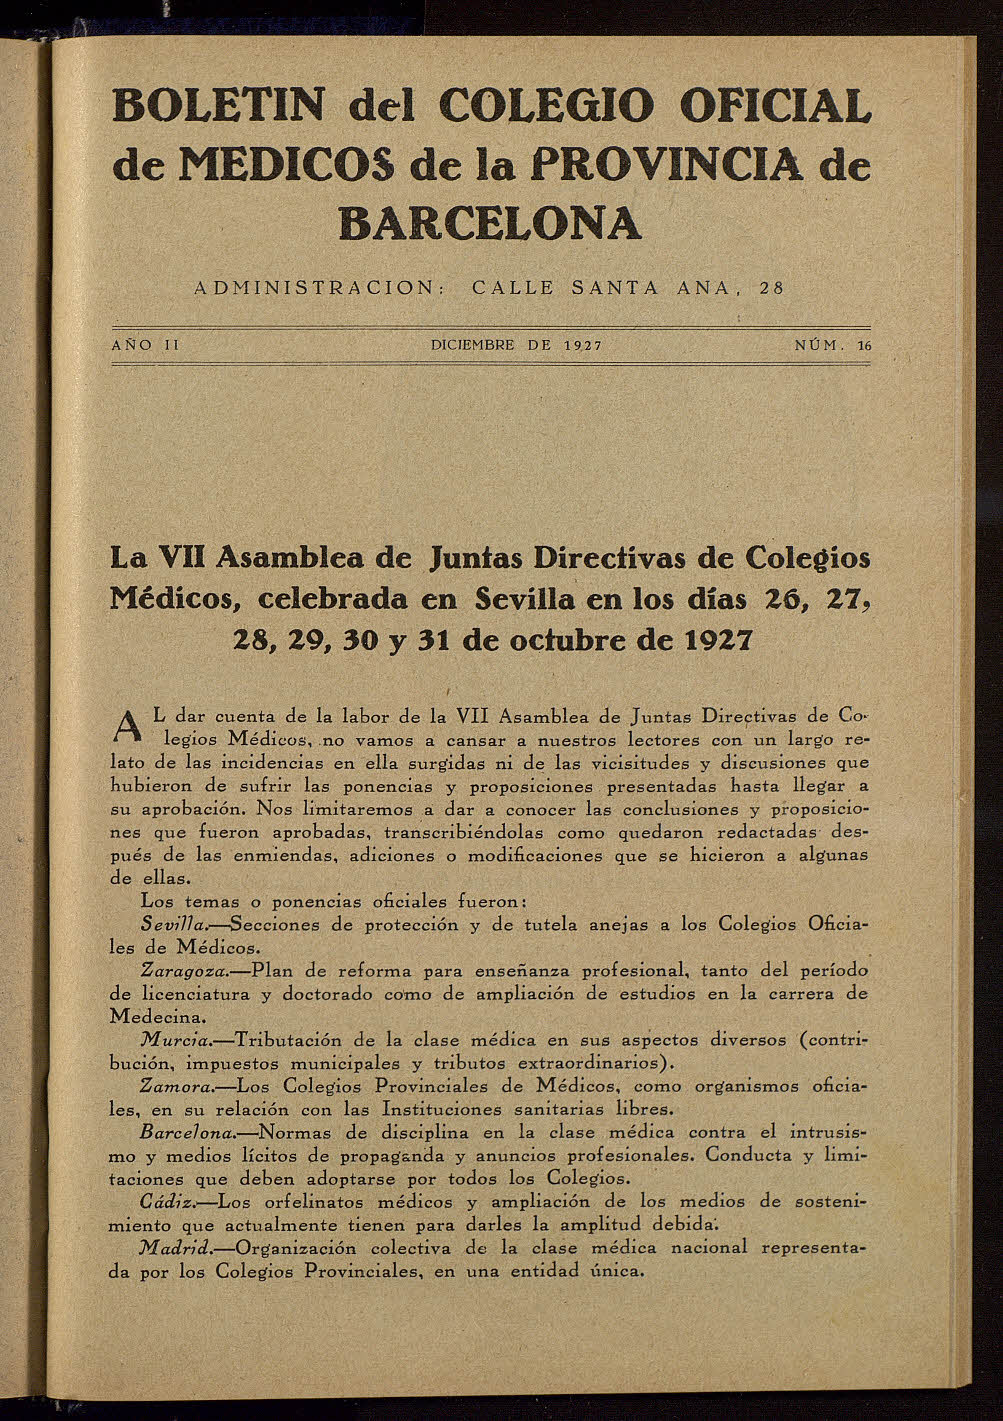 BOLETIN del COLEGIO OFICIAL
de MEDICOS de la PROVINCIA de
BARCELONA
ADMINISTRACION: CALLE SANTA ANA, 28
AÑO II DICIEMBRE DE 1927 NÚM. 16
La VII Asamblea de Juntas Directivas de Colegios
Médicos, celebrada en Sevilla en los días 26, 27,
28, 29, 30 y 31 de octubre de 1927
AL dar cuenta de la labor de la VII Asamblea de Juntas Directivas de Co-
legios Médicos, no vamos a cansar a nuestros lectores con un largo re-
lato de las incidencias en ella surgidas ni de las vicisitudes y discusiones que
hubieron de sufrir las ponencias y proposiciones presentadas hasta llegar a
su aprobación. Nos limitaremos a dar a conocer las conclusiones y proposicio-
nes que fueron aprobadas, transcribiéndolas como quedaron redactadas des-
pués de las enmiendas, adiciones o modificaciones que se hicieron a algunas
de ellas.
Los temas o ponencias oficiales fueron:
Sevilla.—Secciones de protección y de tutela anejas a los Colegios Oficia-
les de Médicos.
Zaragoza.—Plan de reforma para enseñanza profesional, tanto del período
de licenciatura y doctorado como de ampliación de estudios en la carrera de
Medecina.
Murcia.—Tributación de la clase médica en sus aspectos diversos (contri-
bución, impuestos municipales y tributos extraordinarios).
Zamora.—Los Colegios Provinciales de Médicos, como organismos oficia-
les, en su relación con las Instituciones sanitarias libres.
Barcelona.—Normas de disciplina en la clase médica contra el intrusis-
mo y medios lícitos de propaganda y anuncios profesionales. Conducta y limi-
taciones que deben adoptarse por todos los Colegios.
Cádiz.—Los orfelinatos médicos y ampliación de los medios de sosteni-
miento que actualmente tienen para darles la amplitud debida.
Madrid.—Organización colectiva de la clase médica nacional representa-
da por los Colegios Provinciales, en una entidad única.